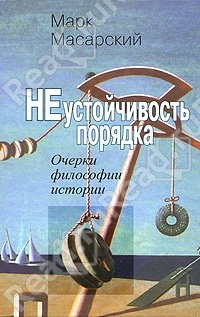 Марк
Масарский
НЕустойчивость
порядка
Очерки
философии
истории